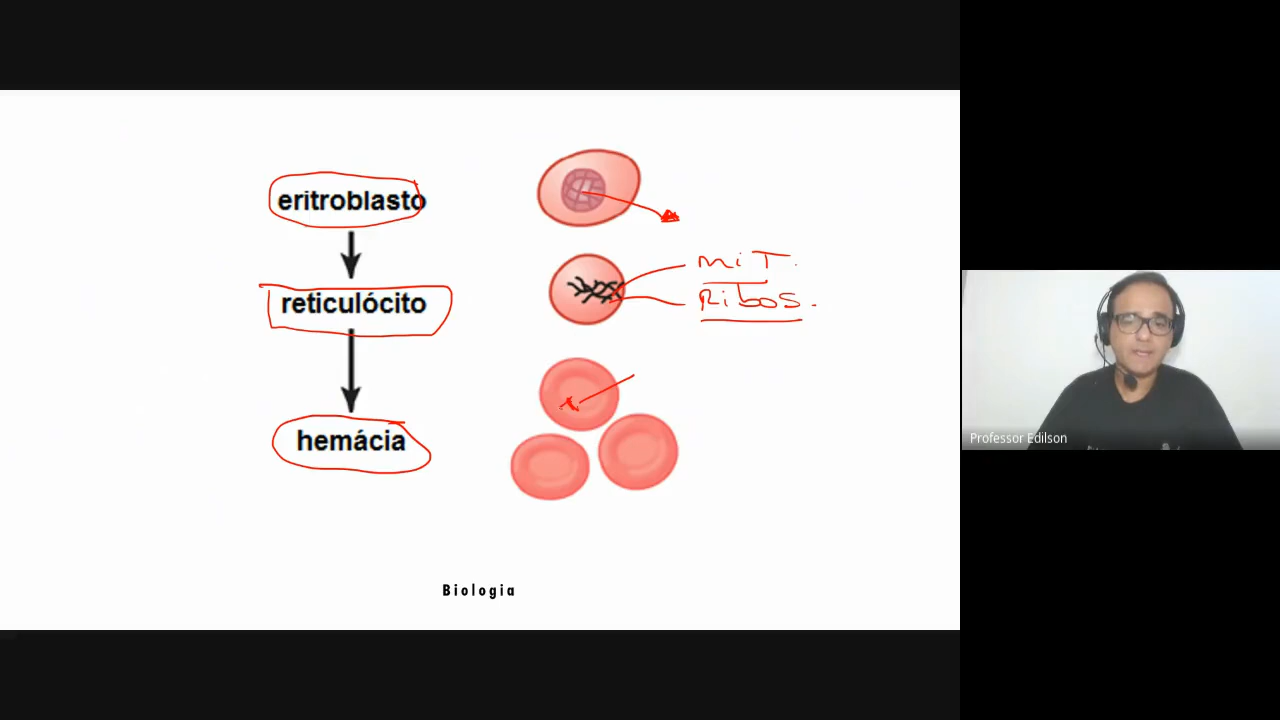 eritroblasto
reticulócito
hemácia
MiT.
Ribos.
Biologia
Professor Edilson